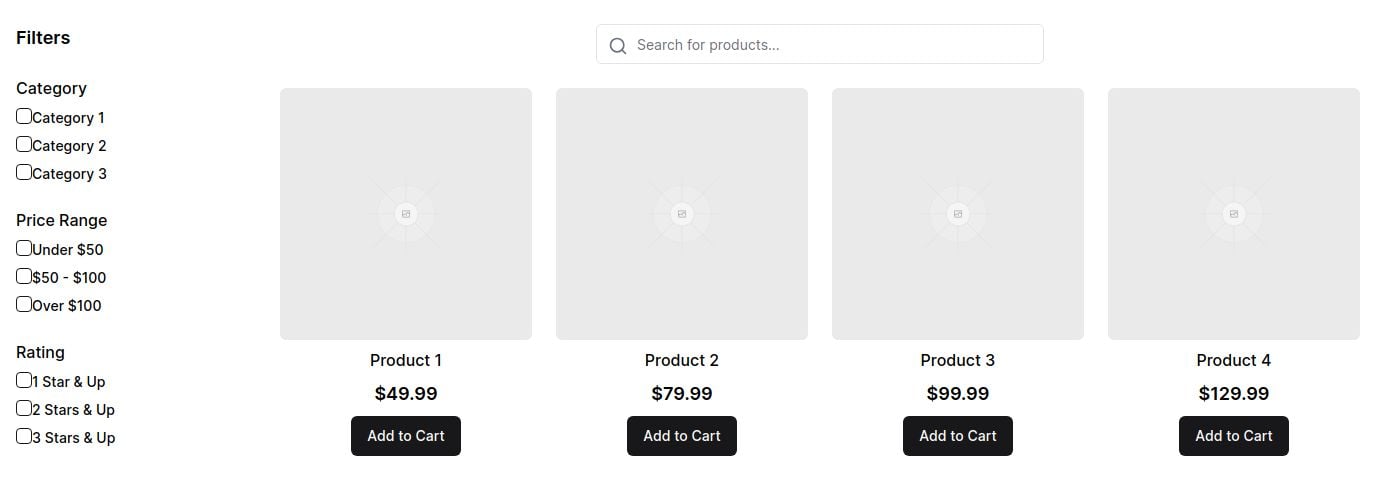 Filters
Category
Category 1
Category 2
Category 3
Price Range
Under $50
$50 - $100
Over $100
Rating
1 Star & Up
2 Stars & Up
3 Stars & Up
Search for products...
Product 1
$49.99
Add to Cart
Product 2
$79.99
Add to Cart
Product 3
$99.99
Add to Cart
Product 4
$129.99
Add to Cart